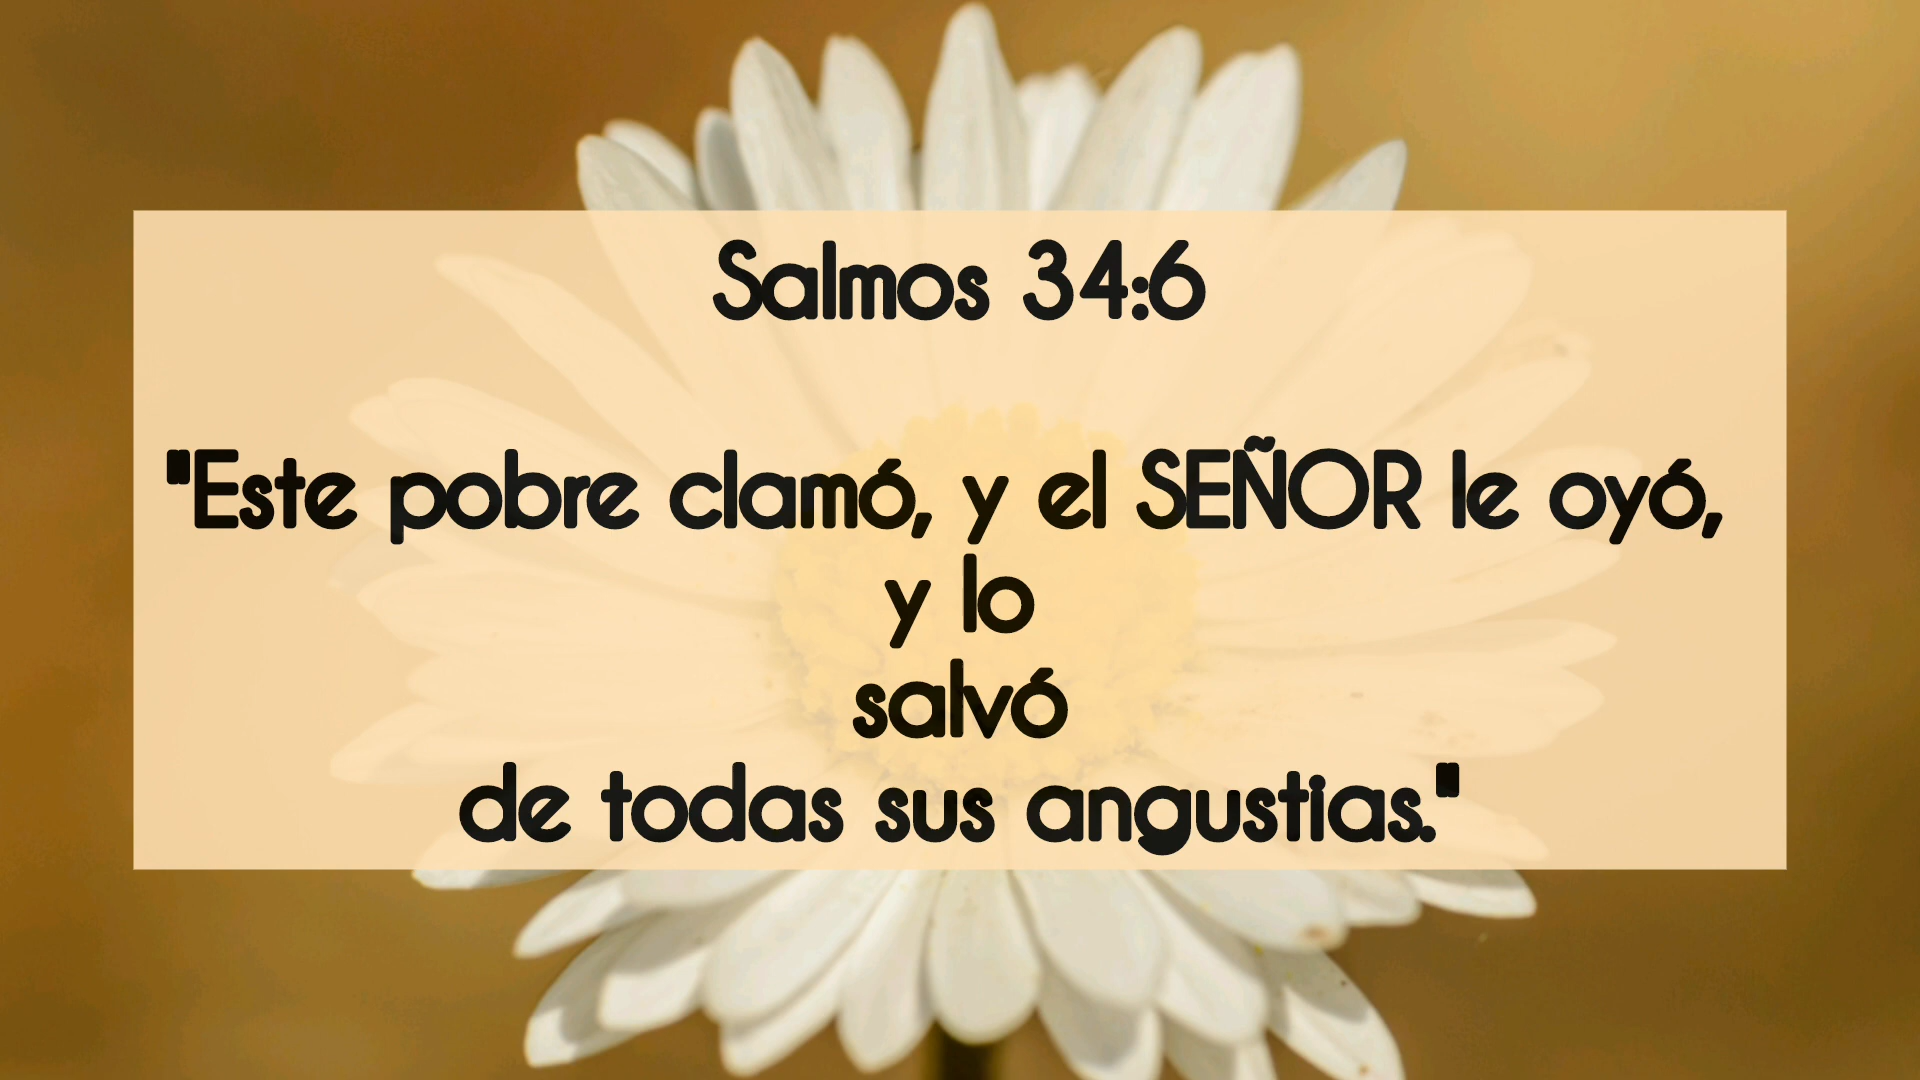 Salmos 34:6
"Este pobre clamó, y el SEÑOR le oyó,
y lo
salvó
de todas sus angustias."